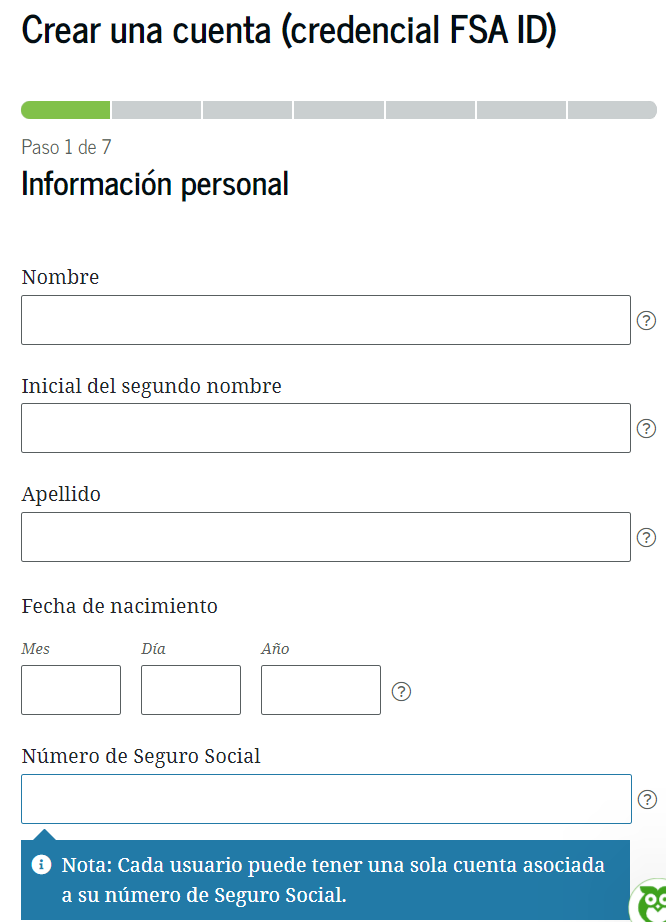 Crear una cuenta (credencial FSA ID)
Paso 1 de 7
Información personal
Nombre
?
Inicial del segundo nombre
?
Apellido
?
Fecha de nacimiento
Mes Día Año
?
Número de Seguro Social
?
i Nota: Cada usuario puede tener una sola cuenta asociada
a su número de Seguro Social.